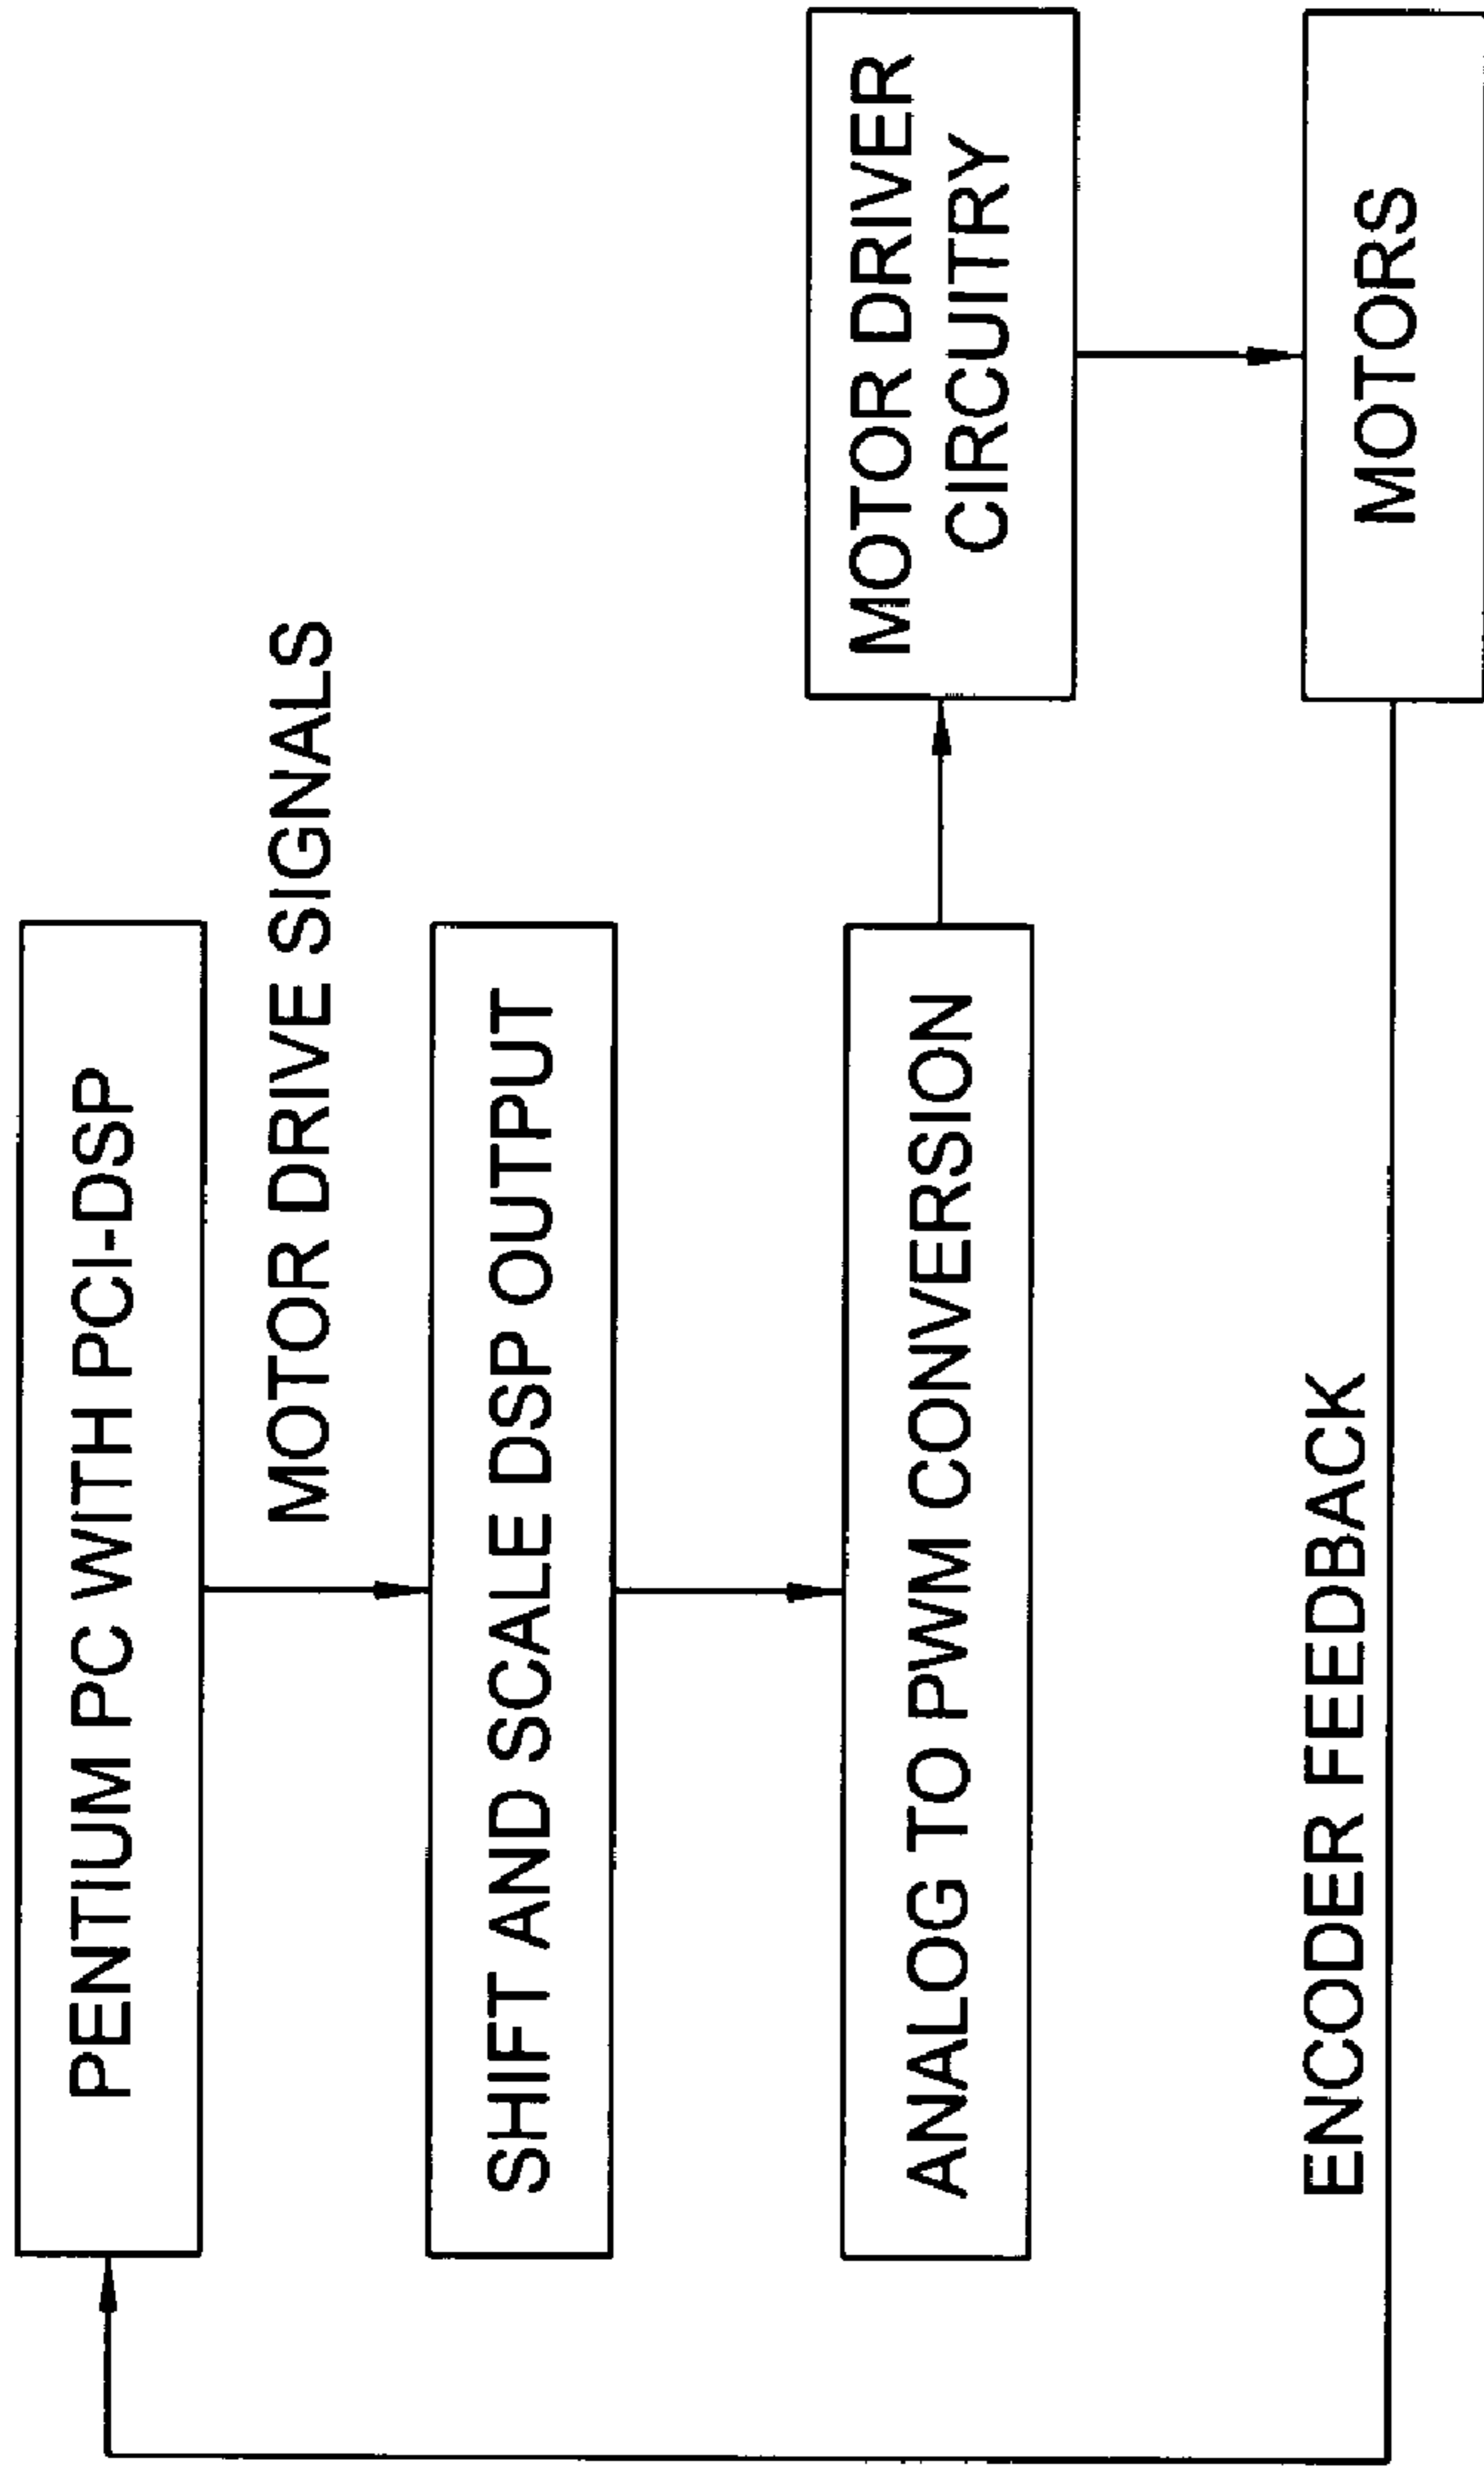 PENTIUM PC WITH PCI-DSP
MOTOR DRIVE SIGNALS
SHIFT AND SCALE DSP OUTPUT
ANALOG TO PWM CONVERSION
MOTOR DRIVER
CIRCUITRY
MOTORS
ENCODER FEEDBACK